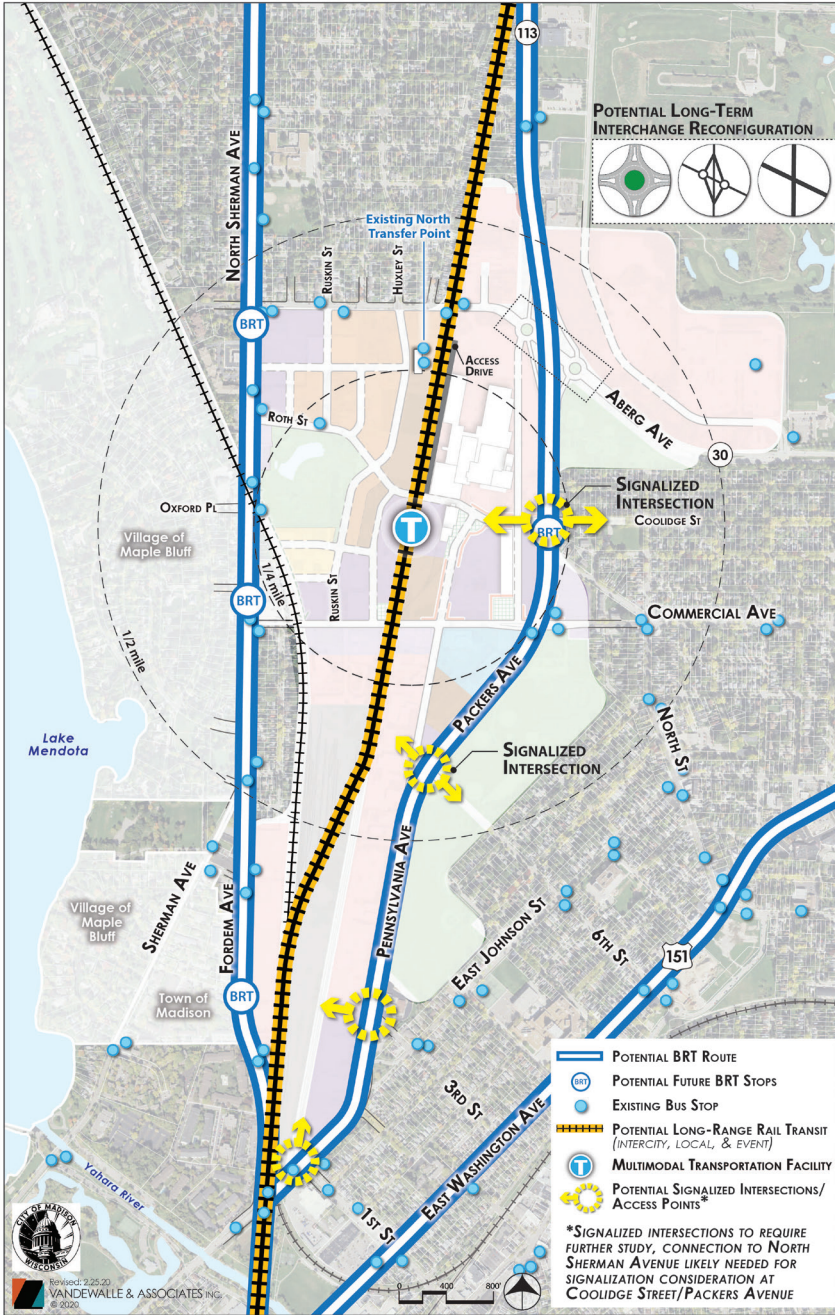 113
POTENTIAL LONG-TERM
INTERCHANGE RECONFIGURATION
NORTH SHERMAN AVE
Existing North
Transfer Point
RUSKIN ST
HUXLEY ST
BRT
ACCESS
DRIVE
ABERG AVE
ROTH ST
30
SIGNALIZED
INTERSECTION
COOLIDGE ST
OXFORD PL
T
BRT
Village of
Maple Bluff
1/4 mile
RUSKIN ST
BRT
COMMERCIAL AVE
1/2 mile
PACKERS AVE
Lake
Mendota
NORTH ST
SIGNALIZED
INTERSECTION
SHERMAN AVE
FORDEM AVE
PENNSYLVANIA AVE
Village of
Maple
Bluff
EAST JOHNSON ST
6TH ST
151
Town of
Madison
BRT
3RD ST
EAST WASHINGTON AVE
1ST ST
Yahara River
POTENTIAL BRT ROUTE
BRT
POTENTIAL FUTURE BRT STOPS
EXISTING BUS STOP
POTENTIAL LONG-RANGE RAIL TRANSIT
(INTERCITY, LOCAL, & EVENT)
T
MULTIMODAL TRANSPORTATION FACILITY
POTENTIAL SIGNALIZED INTERSECTIONS/
ACCESS POINTS*
*SIGNALIZED INTERSECTIONS TO REQUIRE
FURTHER STUDY, CONNECTION TO NORTH
SHERMAN AVENUE LIKELY NEEDED FOR
SIGNALIZATION CONSIDERATION AT
COOLIDGE STREET/PACKERS AVENUE
CITY OF MADISON
WISCONSIN
Revised: 2.25.20
VANDEWALLE & ASSOCIATES INC.
© 2020
0 400 800'